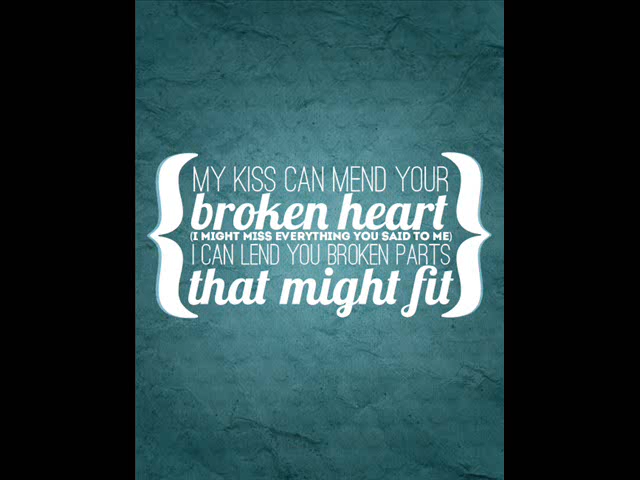 MY KISS CAN MEND YOUR
broken heart
(I MIGHT MISS EVERYTHING YOU SAID TO ME)
I CAN LEND YOU BROKEN PARTS
that might fit